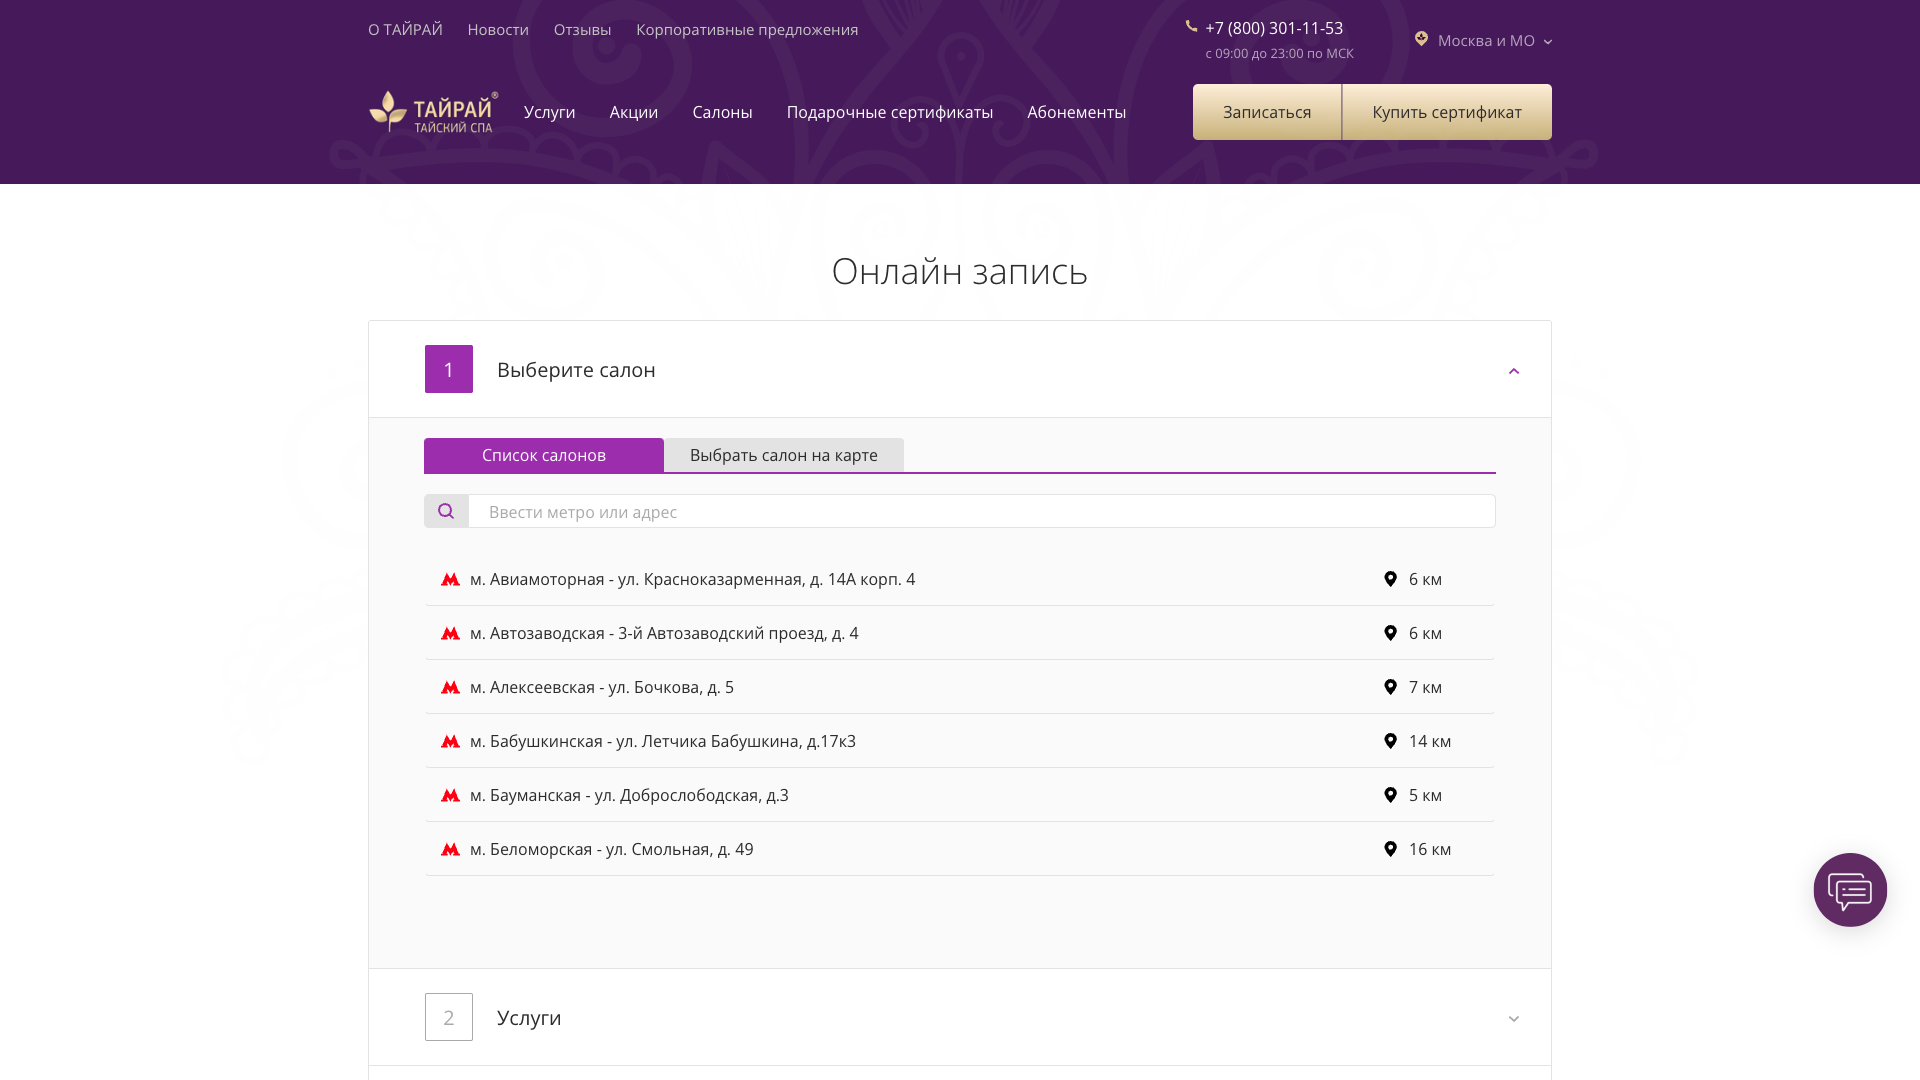 О ТАЙРАЙ
Новости
Отзывы
Корпоративные предложения
+7 (800) 301-11-53
с 09:00 до 23:00 по МСК
Москва и МО
ТАЙРАЙ®
ТАЙСКИЙ СПА
Услуги
Акции
Салоны
Подарочные сертификаты
Абонементы
Записаться
Купить сертификат
Онлайн запись
1
Выберите салон
Список салонов
Выбрать салон на карте
Ввести метро или адрес
м. Авиамоторная - ул. Красноказарменная, д. 14А корп. 4
6 км
м. Автозаводская - 3-й Автозаводский проезд, д. 4
6 км
м. Алексеевская - ул. Бочкова, д. 5
7 км
м. Бабушкинская - ул. Летчика Бабушкина, д.17к3
14 км
м. Бауманская - ул. Доброслободская, д.3
5 км
м. Беломорская - ул. Смольная, д. 49
16 км
2
Услуги